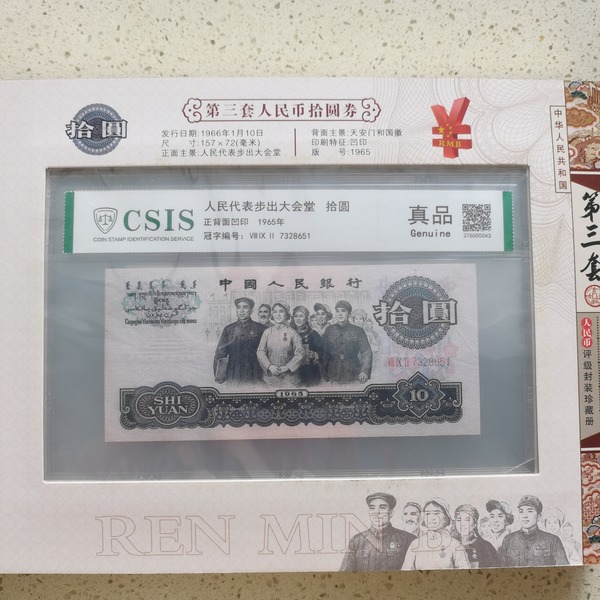 第三套人民币拾圆券
拾圆
发行日期:1966年1月10日
尺 寸:157×72(毫米)
正面主景:人民代表步出大会堂
背面主景:天安门和国徽
印刷特征:凹印
版 号:1965
¥
RMB
中华人民共和国
第三套
人民币
评级封装珍藏册
CSIS
COIN STAMP IDENTIFICATION SERVICE
人民代表步出大会堂 拾圆
正背面凹印 1965年
冠字编号: VIII IX II 7328651
真品
Genuine
376000043
中國人民銀行
拾圓
VIII IX II 7328651
SHI
YUAN
1965
10
REN MIN B